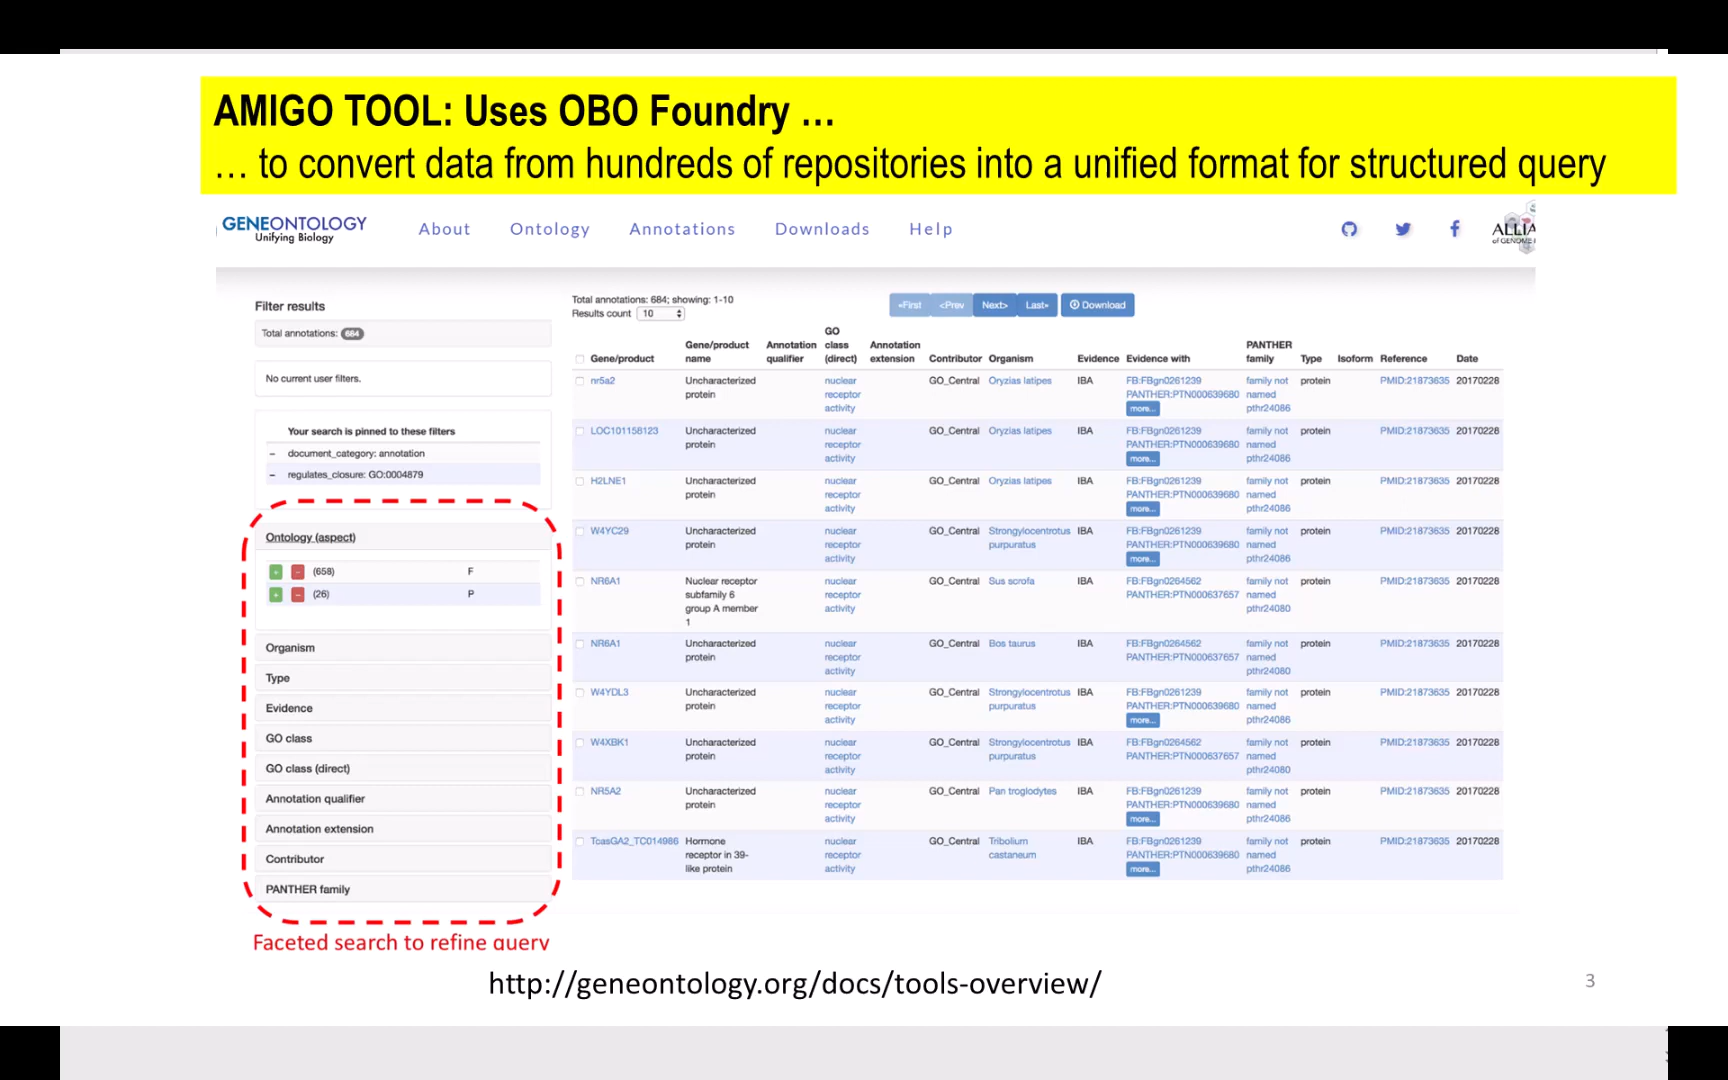 AMIGO TOOL: Uses OBO Foundry …
… to convert data from hundreds of repositories into a unified format for structured query
GENEONTOLOGY
Unifying Biology
About Ontology Annotations Downloads Help
ALLIA
of GENOME
Filter results
Total annotations: 684
No current user filters.
Your search is pinned to these filters
– document_category: annotation
– regulates_closure: GO:0004879
Ontology (aspect)
+ - (658) F
+ - (26) P
Organism
Type
Evidence
GO class
GO class (direct)
Annotation qualifier
Annotation extension
Contributor
PANTHER family
Faceted search to refine query
Total annotations: 684; showing: 1-10
Results count 10
«First <Prev Next> Last» Download
Gene/product Gene/product name Annotation qualifier GO class (direct) Annotation extension Contributor Organism Evidence Evidence with PANTHER family Type Isoform Reference Date
nr5a2 Uncharacterized protein nuclear receptor activity GO_Central Oryzias latipes IBA FB:FBgn0261239 PANTHER:PTN000639680 more... family not named pthr24086 protein PMID:21873635 20170228
LOC101158123 Uncharacterized protein nuclear receptor activity GO_Central Oryzias latipes IBA FB:FBgn0261239 PANTHER:PTN000639680 more... family not named pthr24086 protein PMID:21873635 20170228
H2LNE1 Uncharacterized protein nuclear receptor activity GO_Central Oryzias latipes IBA FB:FBgn0261239 PANTHER:PTN000639680 more... family not named pthr24086 protein PMID:21873635 20170228
W4YC29 Uncharacterized protein nuclear receptor activity GO_Central Strongylocentrotus purpuratus IBA FB:FBgn0261239 PANTHER:PTN000639680 more... family not named pthr24086 protein PMID:21873635 20170228
NR6A1 Nuclear receptor subfamily 6 group A member 1 nuclear receptor activity GO_Central Sus scrofa IBA FB:FBgn0264562 PANTHER:PTN000637657 family not named pthr24080 protein PMID:21873635 20170228
NR6A1 Uncharacterized protein nuclear receptor activity GO_Central Bos taurus IBA FB:FBgn0264562 PANTHER:PTN000637657 family not named pthr24080 protein PMID:21873635 20170228
W4YDL3 Uncharacterized protein nuclear receptor activity GO_Central Strongylocentrotus purpuratus IBA FB:FBgn0261239 PANTHER:PTN000639680 more... family not named pthr24086 protein PMID:21873635 20170228
W4XBK1 Uncharacterized protein nuclear receptor activity GO_Central Strongylocentrotus purpuratus IBA FB:FBgn0264562 PANTHER:PTN000637657 family not named pthr24080 protein PMID:21873635 20170228
NR5A2 Uncharacterized protein nuclear receptor activity GO_Central Pan troglodytes IBA FB:FBgn0261239 PANTHER:PTN000639680 more... family not named pthr24086 protein PMID:21873635 20170228
TcasGA2_TC014986 Hormone receptor in 39-like protein nuclear receptor activity GO_Central Tribolium castaneum IBA FB:FBgn0261239 PANTHER:PTN000639680 more... family not named pthr24086 protein PMID:21873635 20170228
http://geneontology.org/docs/tools-overview/
3